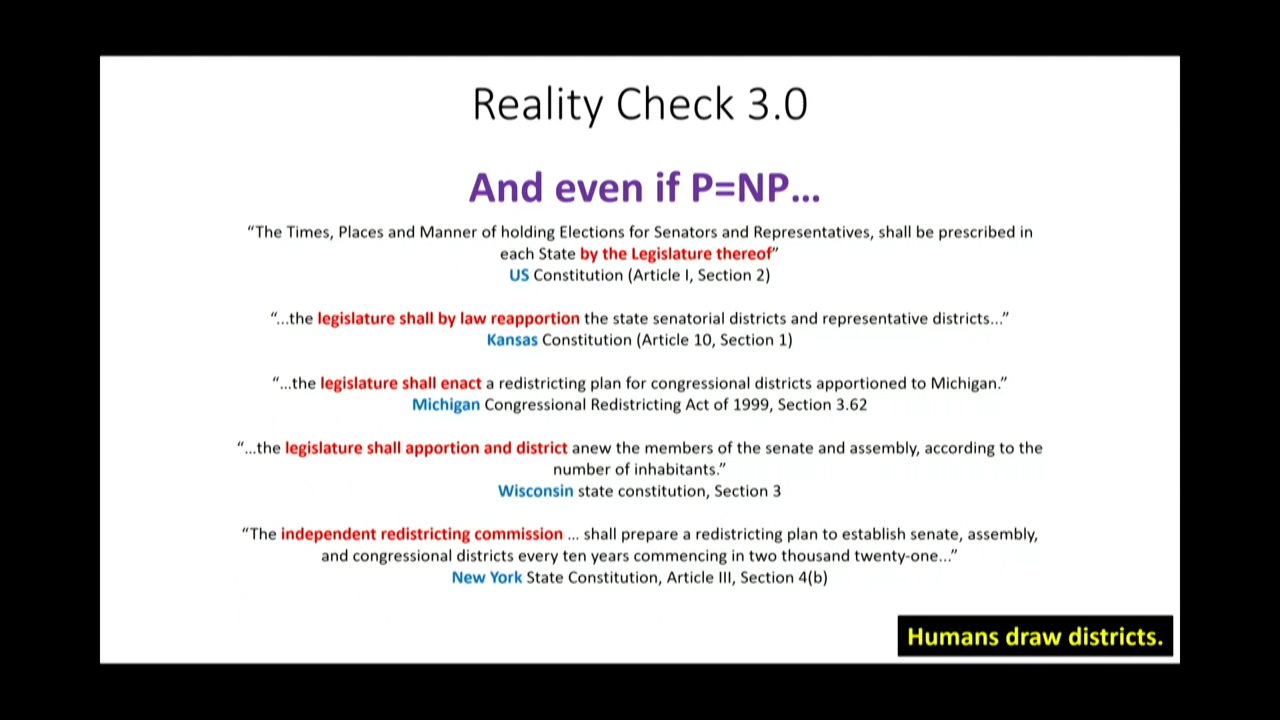 Reality Check 3.0
And even if P=NP...
“The Times, Places and Manner of holding Elections for Senators and Representatives, shall be prescribed in
each State by the Legislature thereof”
US Constitution (Article I, Section 2)
“...the legislature shall by law reapportion the state senatorial districts and representative districts...”
Kansas Constitution (Article 10, Section 1)
“...the legislature shall enact a redistricting plan for congressional districts apportioned to Michigan.”
Michigan Congressional Redistricting Act of 1999, Section 3.62
“...the legislature shall apportion and district anew the members of the senate and assembly, according to the
number of inhabitants.”
Wisconsin state constitution, Section 3
“The independent redistricting commission ... shall prepare a redistricting plan to establish senate, assembly,
and congressional districts every ten years commencing in two thousand twenty-one...”
New York State Constitution, Article III, Section 4(b)
Humans draw districts.